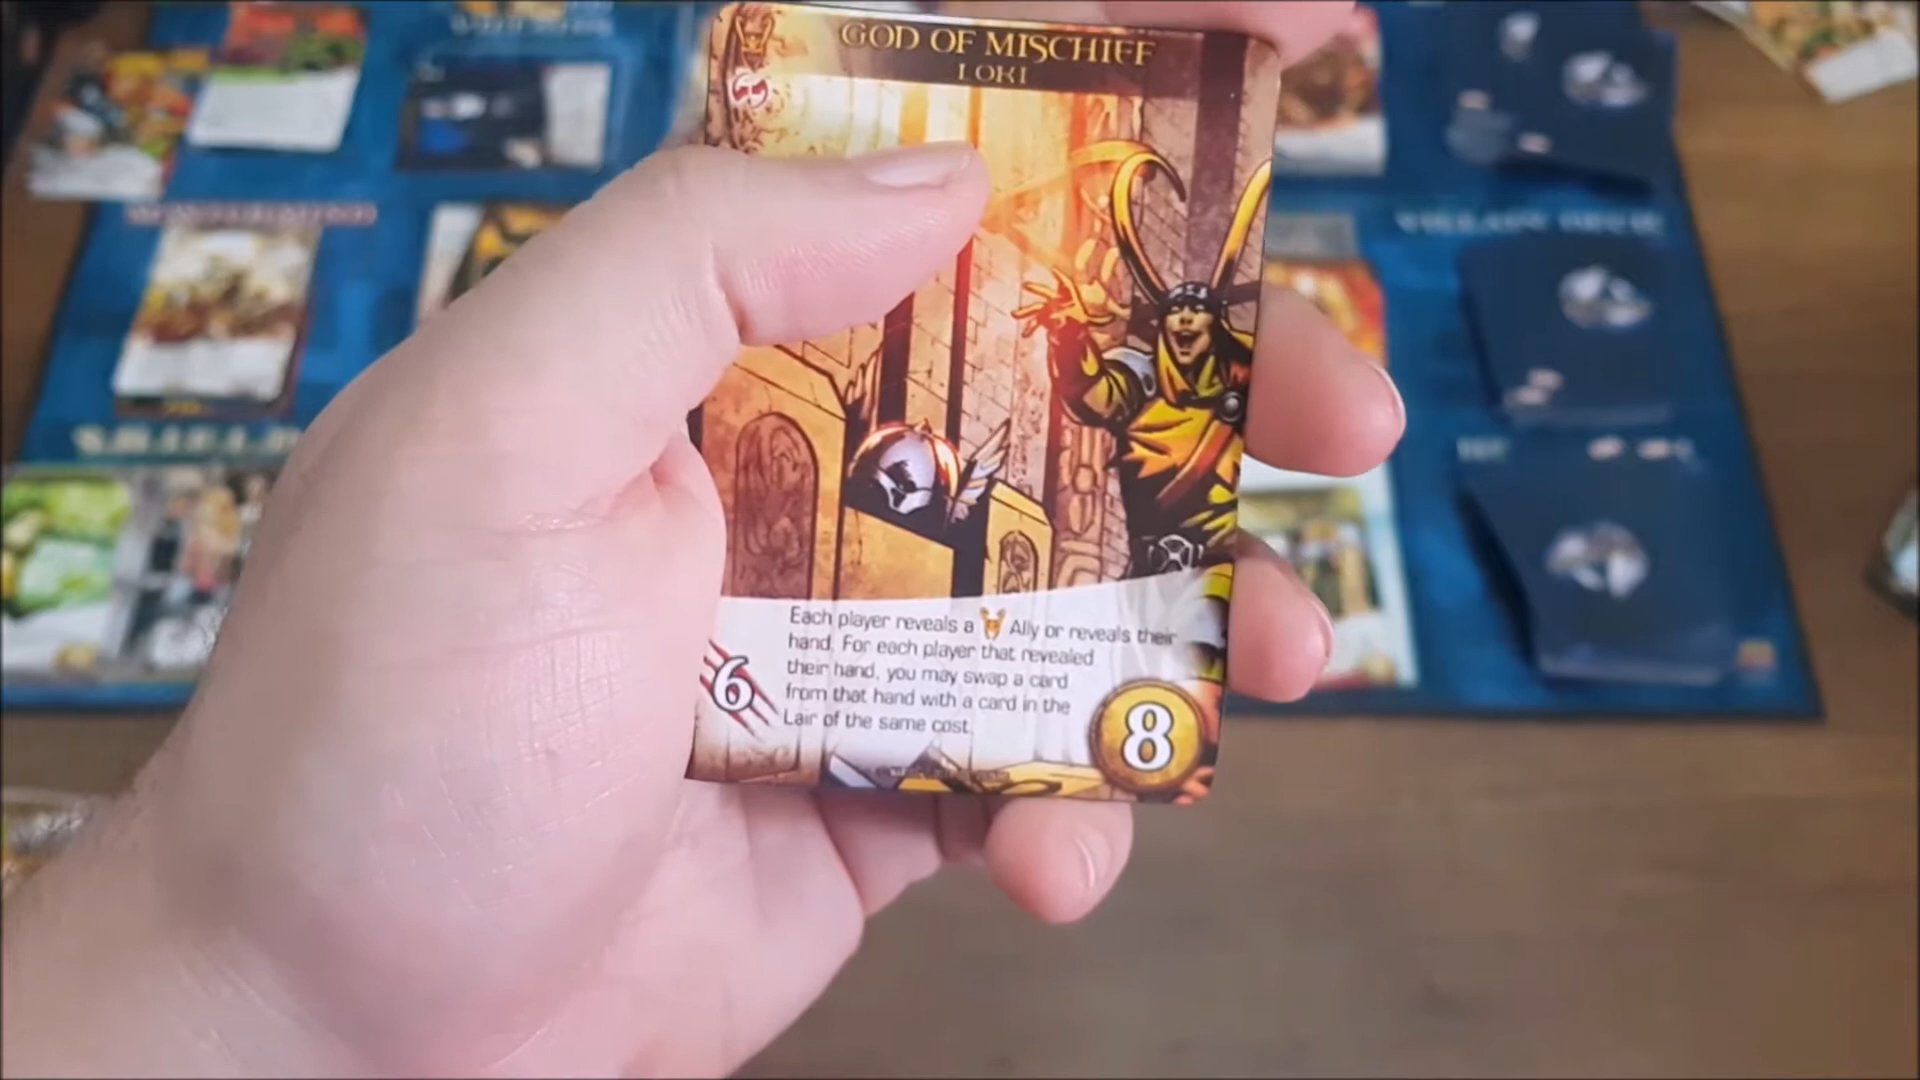 GOD OF MISCHIEF
LOKI
MASTERMIND
VILLAIN DECK
SHIELD
Each player reveals a Ally or reveals their
hand. For each player that revealed
their hand, you may swap a card
from that hand with a card in the
Lair of the same cost.
6
8